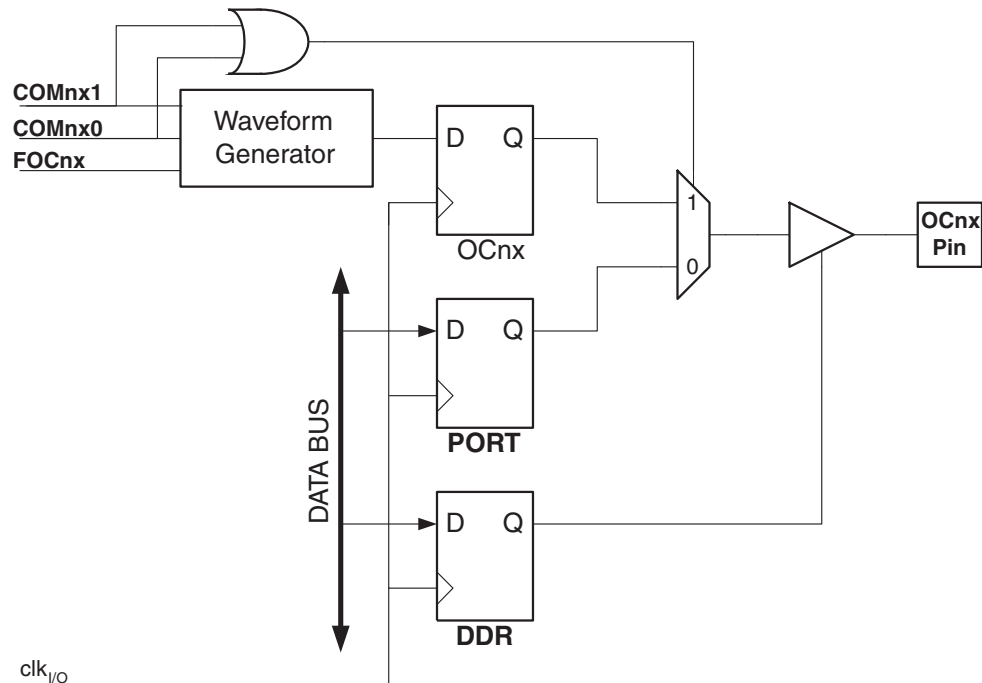 COMnx1
COMnx0
FOCnx
Waveform
Generator
D Q
OCnx
1
0
OCnx
Pin
D Q
PORT
DATA BUS
D Q
DDR
clkI/O